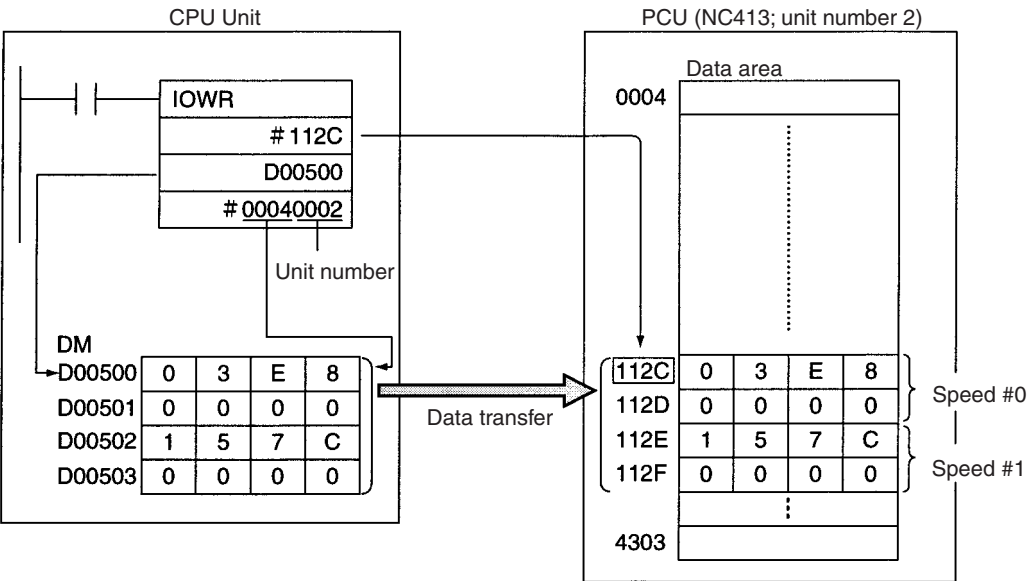 CPU Unit
PCU (NC413; unit number 2)
IOWR
#112C
D00500
#00040002
Unit number
DM
D00500 0 3 E 8
D00501 0 0 0 0
D00502 1 5 7 C
D00503 0 0 0 0
Data transfer
Data area
0004
112C 0 3 E 8
112D 0 0 0 0
112E 1 5 7 C
112F 0 0 0 0
Speed #0
Speed #1
4303